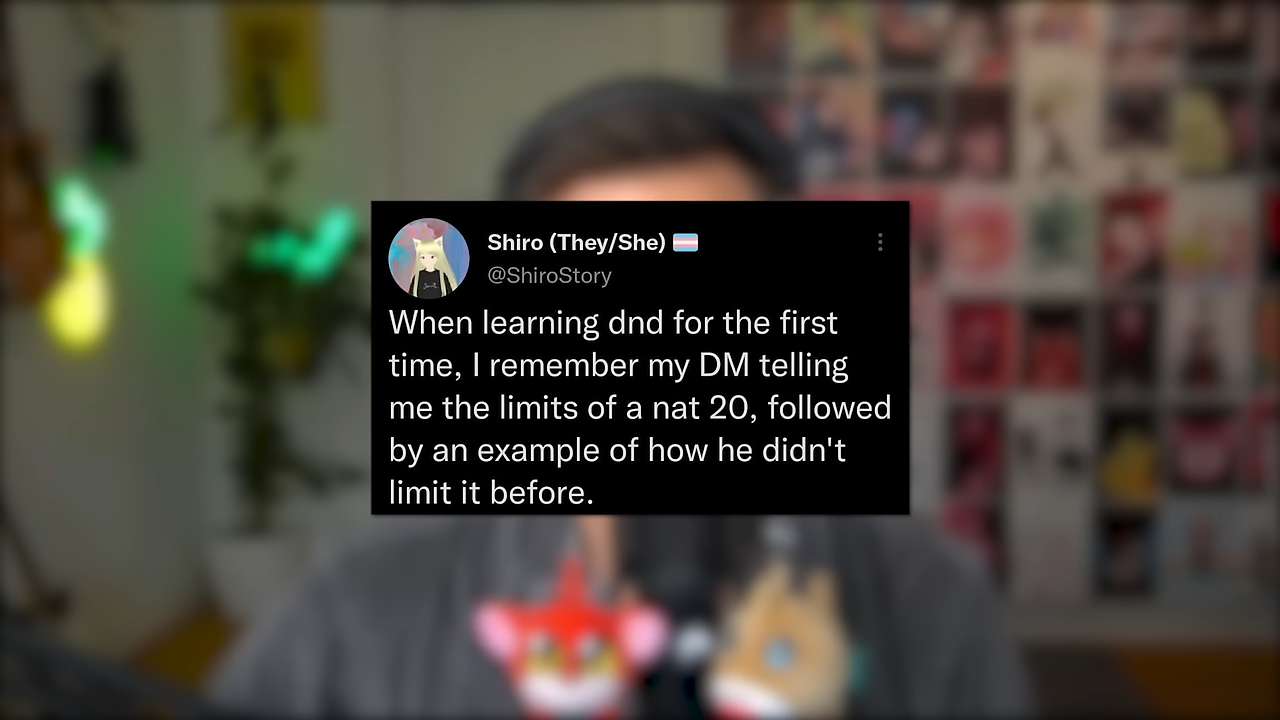 Shiro (They/She)
@ShiroStory
When learning dnd for the first
time, I remember my DM telling
me the limits of a nat 20, followed
by an example of how he didn't
limit it before.